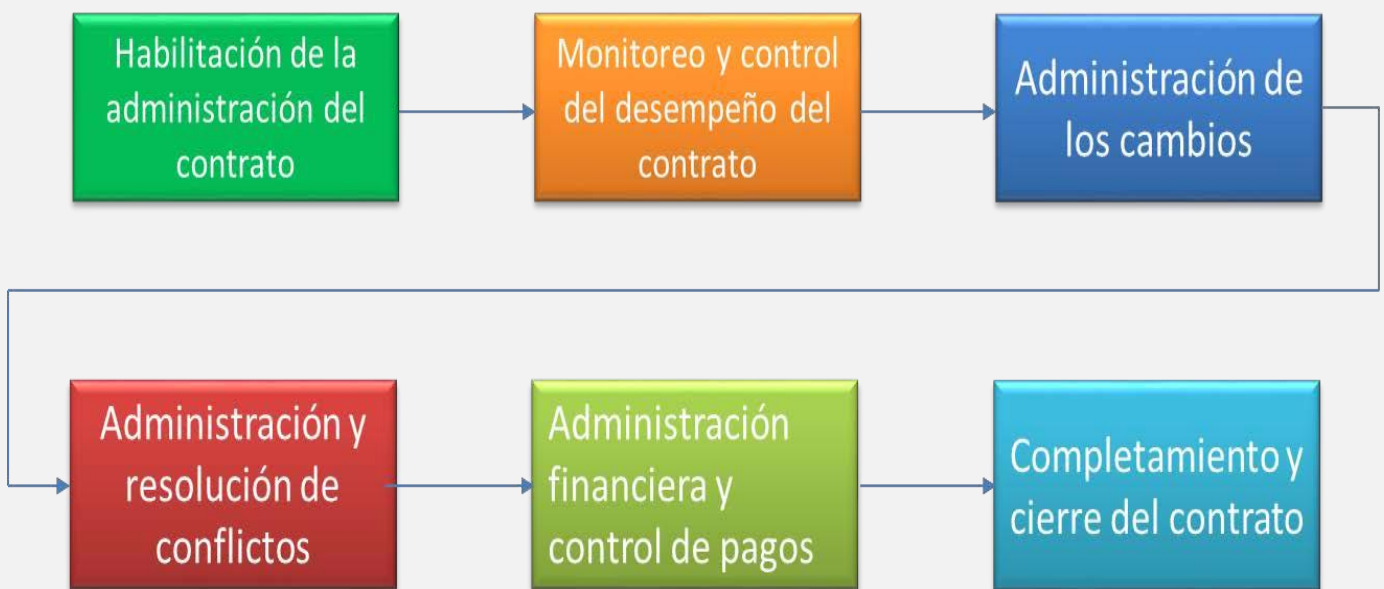 Habilitación de la
administración del
contrato
Monitoreo y control
del desempeño del
contrato
Administración de
los cambios
Administración y
resolución de
conflictos
Administración
financiera y
control de pagos
Completamiento y
cierre del contrato